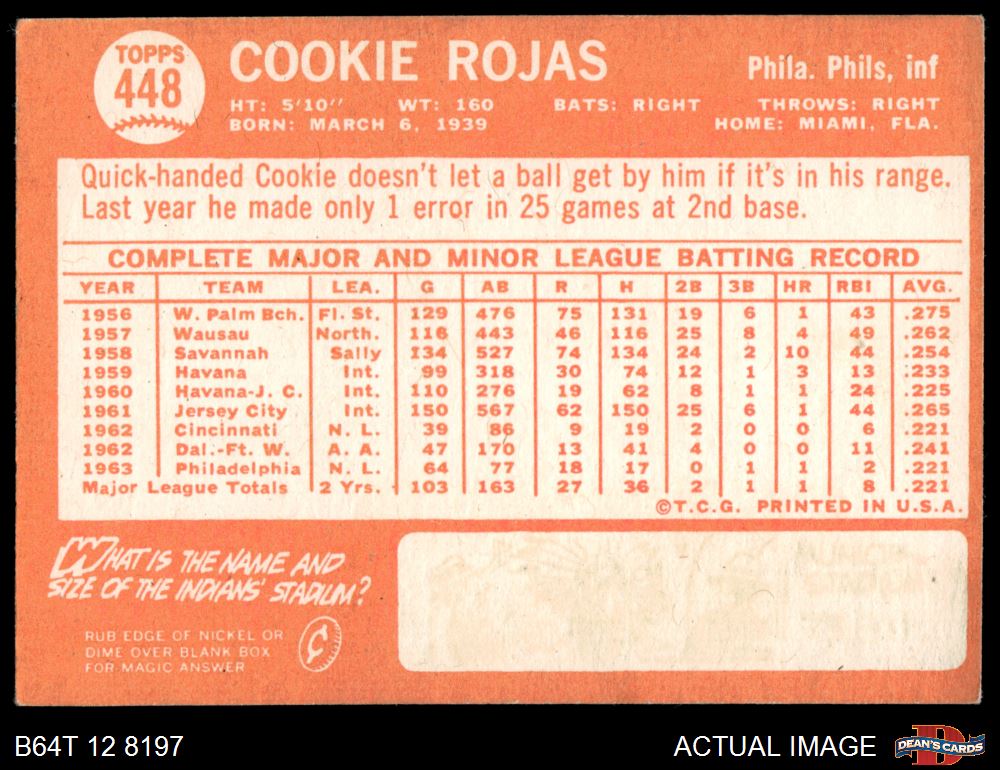 TOPPS
448
COOKIE ROJAS
Phila. Phils, inf
HT: 5'10" WT: 160 BATS: RIGHT THROWS: RIGHT
BORN: MARCH 6, 1939 HOME: MIAMI, FLA.
Quick-handed Cookie doesn't let a ball get by him if it's in his range.
Last year he made only 1 error in 25 games at 2nd base.
COMPLETE MAJOR AND MINOR LEAGUE BATTING RECORD
YEAR TEAM LEA. G AB R H 2B 3B HR RBI AVG.
1956 W. Palm Bch. Fl. St. 129 476 75 131 19 6 1 43 .275
1957 Wausau North. 116 443 46 116 25 8 4 49 .262
1958 Savannah Sally 134 527 74 134 24 2 10 44 .254
1959 Havana Int. 99 318 30 74 12 1 3 13 .233
1960 Havana-J. C. Int. 110 276 19 62 8 1 1 24 .225
1961 Jersey City Int. 150 567 62 150 25 6 1 44 .265
1962 Cincinnati N. L. 39 86 9 19 2 0 0 6 .221
1962 Dal.-Ft. W. A. A. 47 170 13 41 4 0 0 11 .241
1963 Philadelphia N. L. 64 77 18 17 0 1 1 2 .221
Major League Totals 2 Yrs. 103 163 27 36 2 1 1 8 .221
©T.C.G. PRINTED IN U.S.A.
WHAT IS THE NAME AND
SIZE OF THE INDIANS' STADIUM?
RUB EDGE OF NICKEL OR
DIME OVER BLANK BOX
FOR MAGIC ANSWER
B64T 12 8197
ACTUAL IMAGE
DEAN'S CARDS